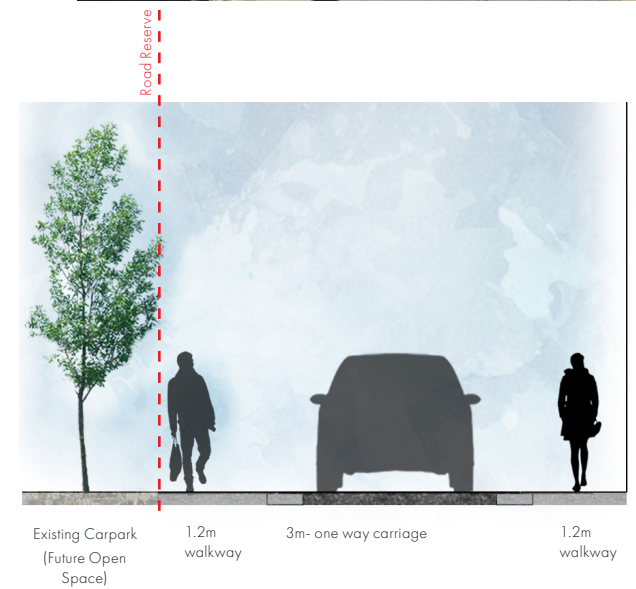 Road Reserve
Existing Carpark
(Future Open
Space)
1.2m
walkway
3m- one way carriage
1.2m
walkway